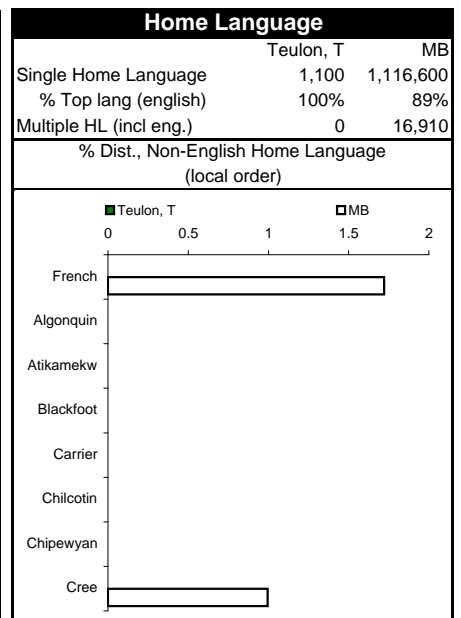 Home Language
Teulon, T MB
Single Home Language 1,100 1,116,600
% Top lang (english) 100% 89%
Multiple HL (incl eng.) 0 16,910
% Dist., Non-English Home Language
(local order)
Teulon, T MB
0 0.5 1 1.5 2
French
Algonquin
Atikamekw
Blackfoot
Carrier
Chilcotin
Chipewyan
Cree